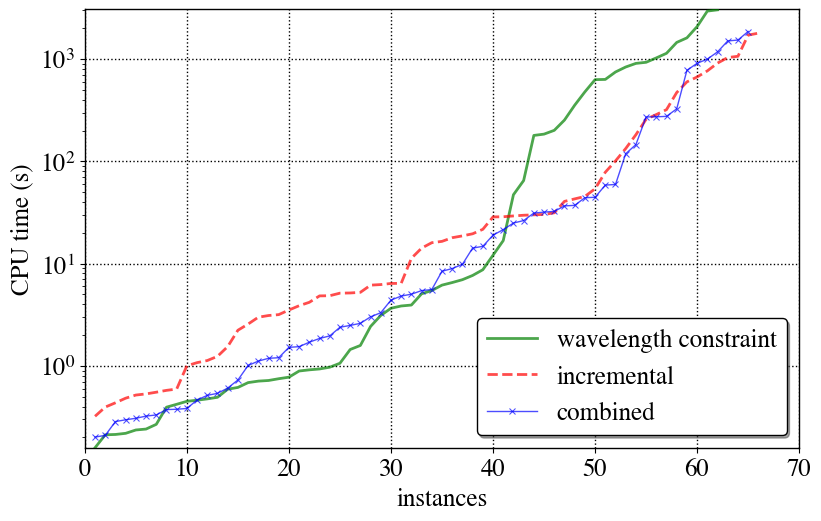 10³
10²
10¹
10⁰
CPU time (s)
0 10 20 30 40 50 60 70
instances
wavelength constraint
incremental
combined